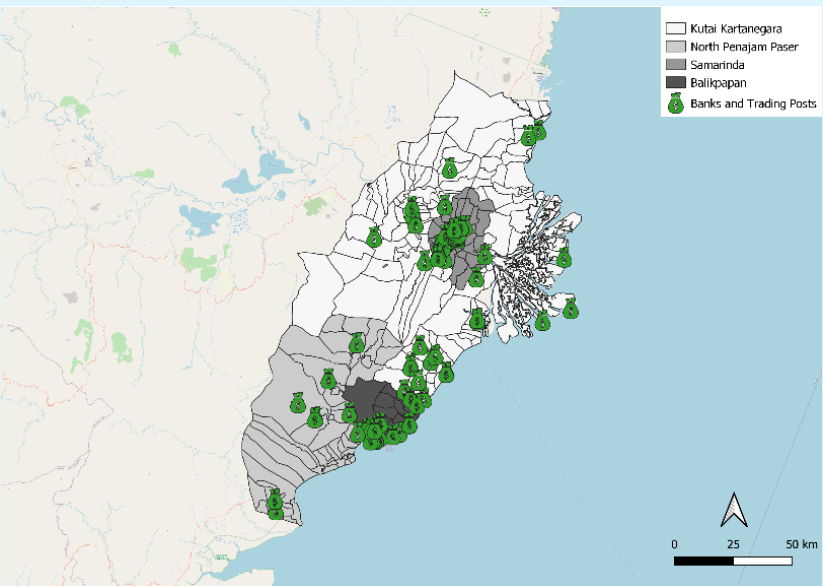 Kutai Kartanegara
North Penajam Paser
Samarinda
Balikpapan
Banks and Trading Posts
0 25 50 km